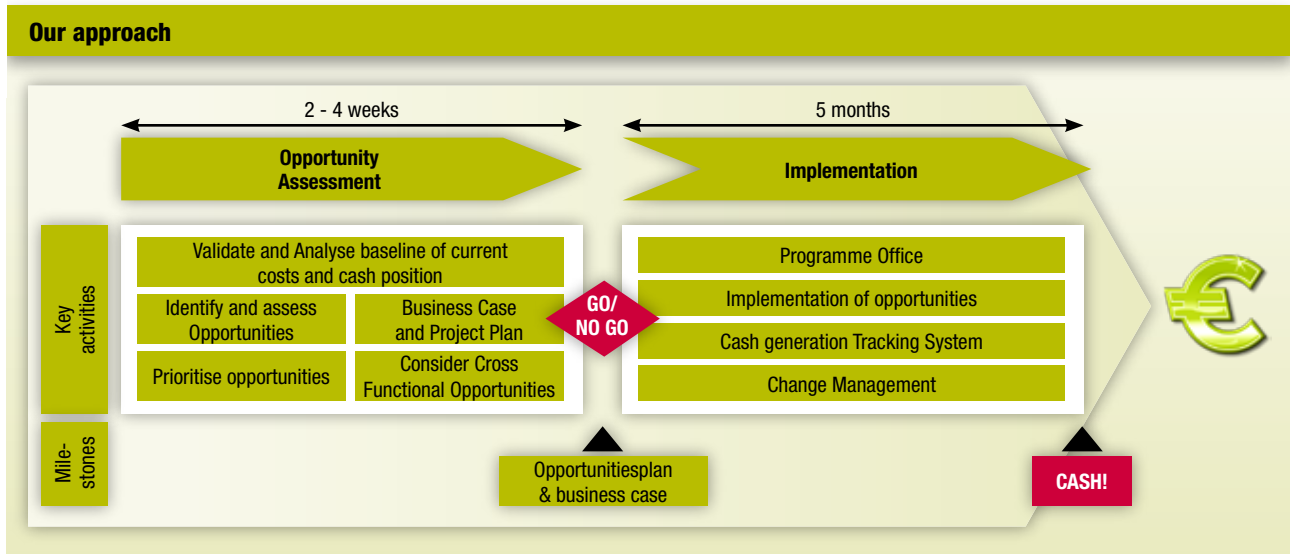 Our approach
2 - 4 weeks
5 months
Opportunity
Assessment
Implementation
Key
activities
Validate and Analyse baseline of current
costs and cash position
Identify and assess
Opportunities
Business Case
and Project Plan
Prioritise opportunities
Consider Cross
Functional Opportunities
GO/
NO GO
Programme Office
Implementation of opportunities
Cash generation Tracking System
Change Management
Mile-
stones
Opportunitiesplan
& business case
CASH!
€